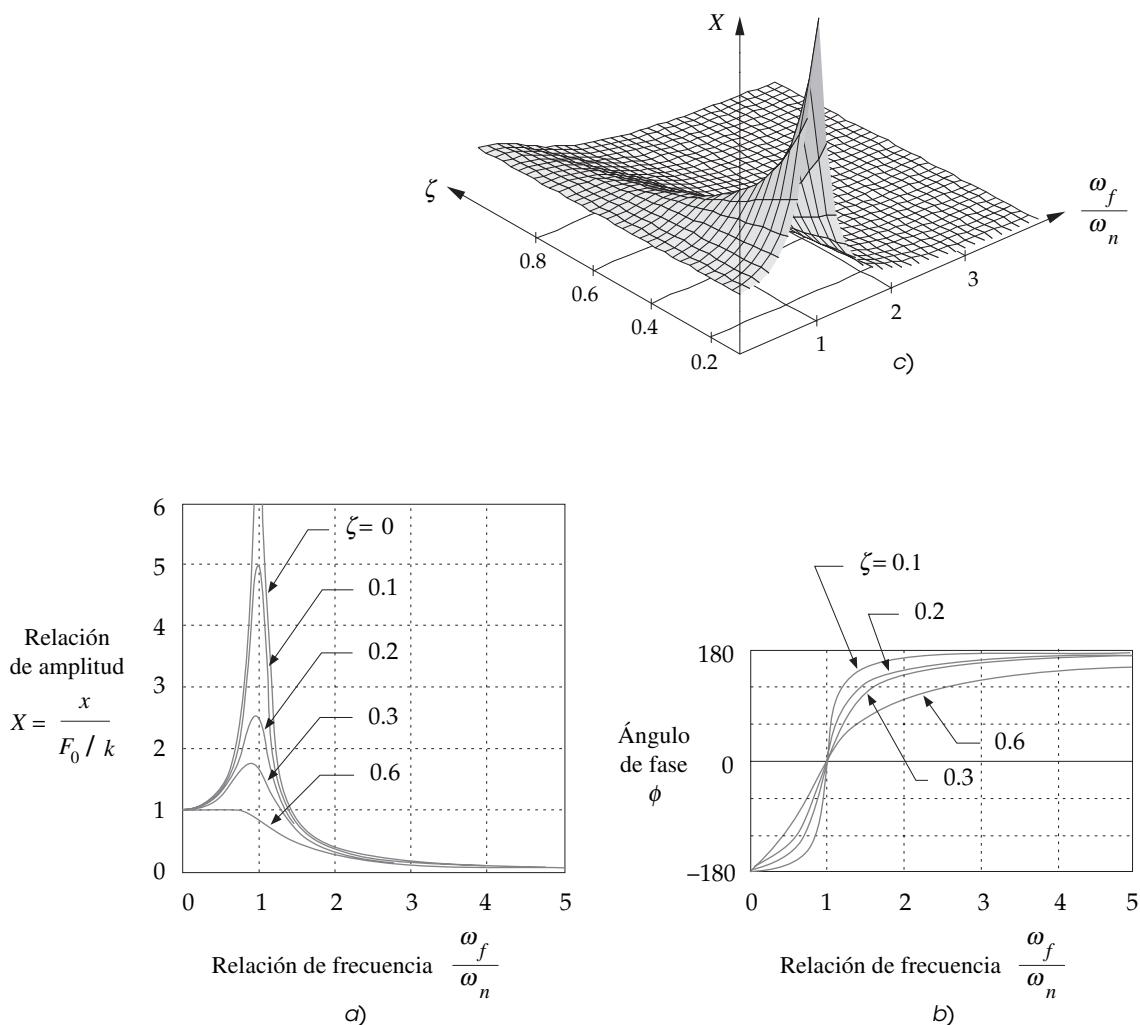 X
ζ
0.8
0.6
0.4
0.2
1
2
3
ω_f
ω_n
c)
6
5
4
3
2
1
0
ζ= 0
0.1
0.2
0.3
0.6
Relación
de amplitud
X = x
F_0 / k
0 1 2 3 4 5
Relación de frecuencia ω_f
ω_n
a)
ζ= 0.1
0.2
0.6
0.3
180
0
−180
Ángulo
de fase
ϕ
0 1 2 3 4 5
Relación de frecuencia ω_f
ω_n
b)